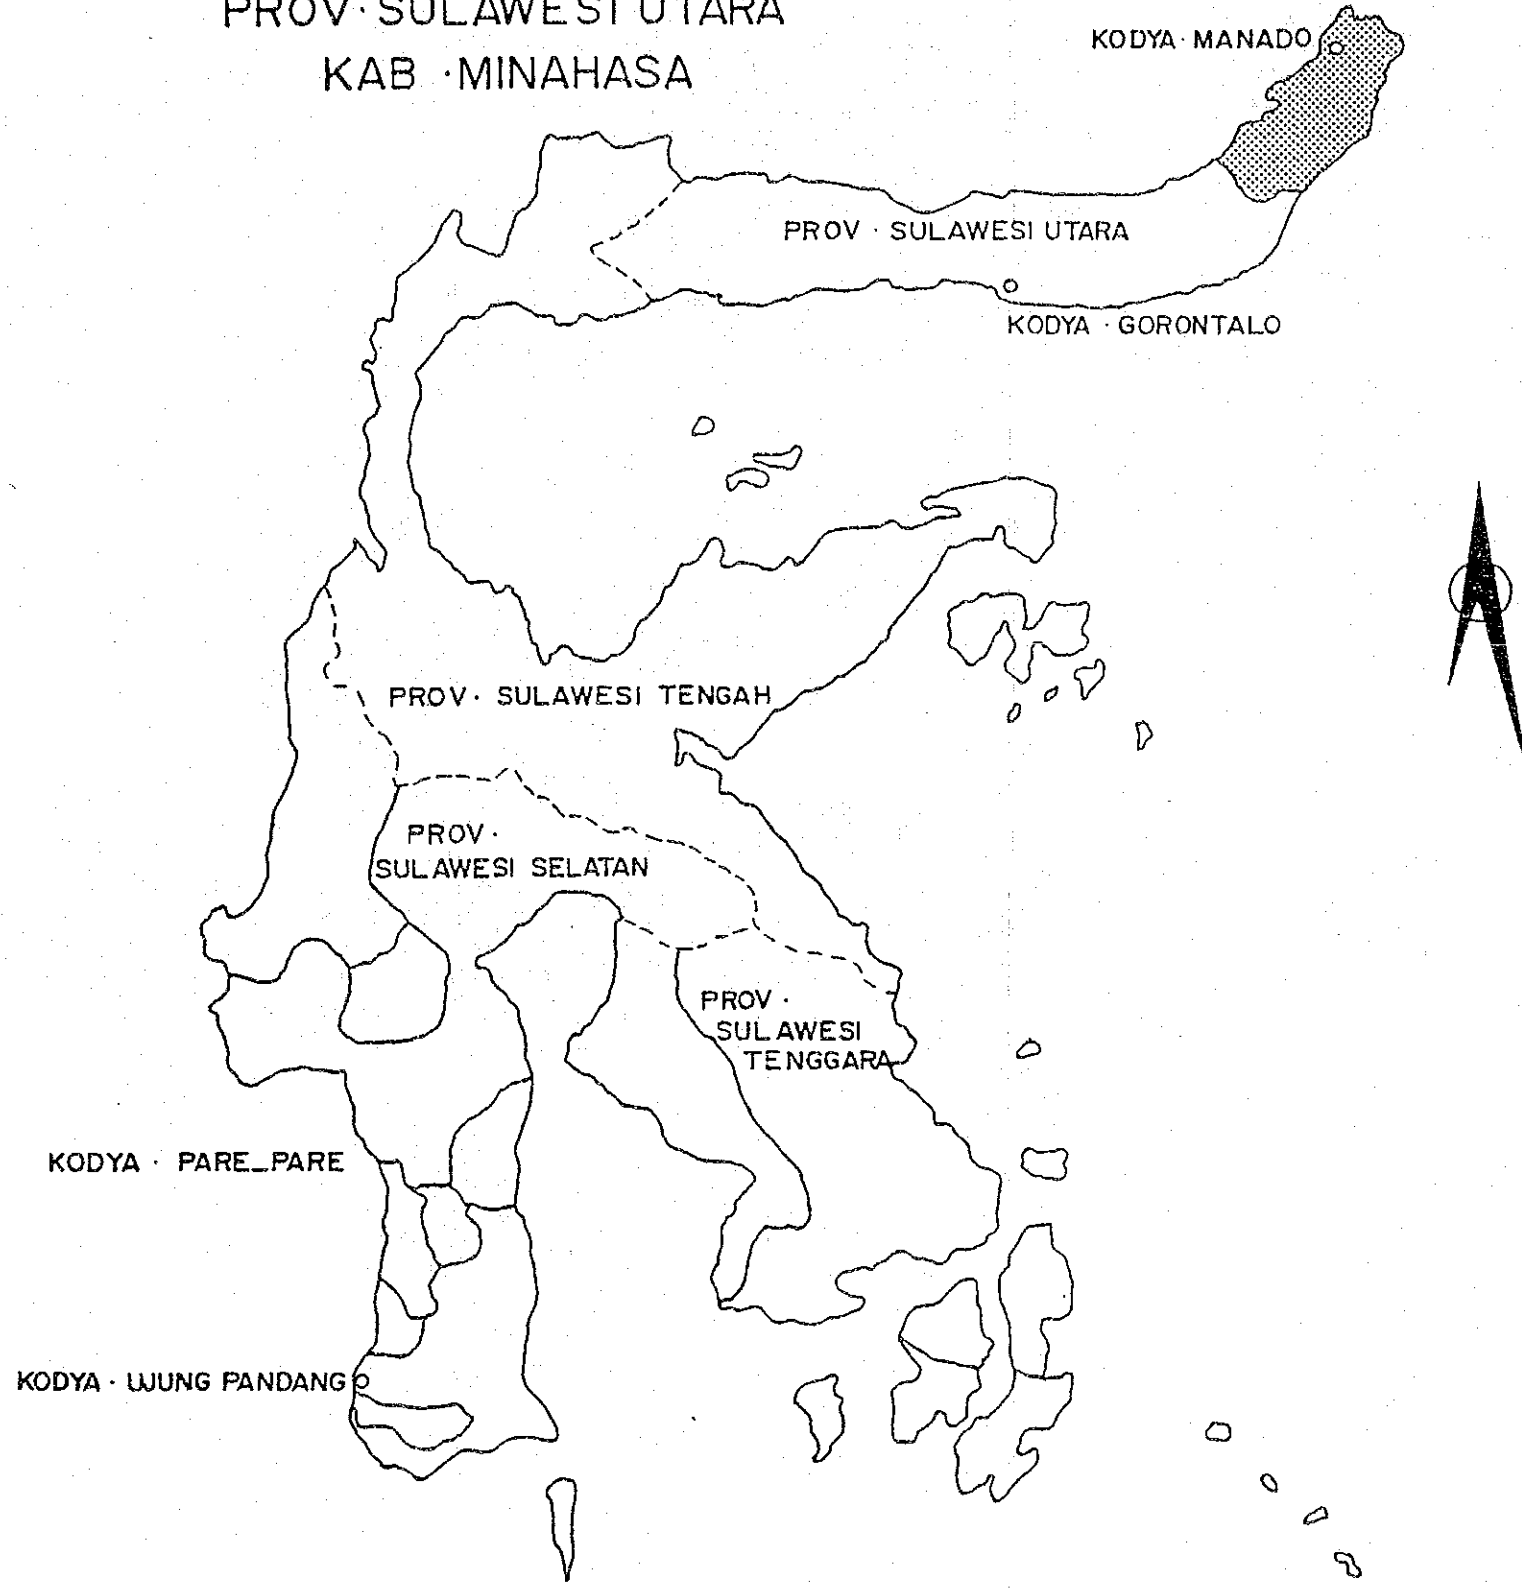 PROV · SULAWESI UTARA
KAB · MINAHASA
KODYA · MANADO
PROV · SULAWESI UTARA
KODYA · GORONTALO
PROV · SULAWESI TENGAH
PROV ·
SULAWESI SELATAN
PROV ·
SULAWESI
TENGGARA
KODYA · PARE_PARE
KODYA · UJUNG PANDANG